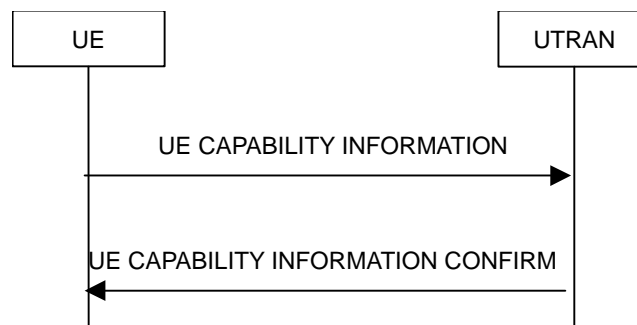 UE
UTRAN
UE CAPABILITY INFORMATION
UE CAPABILITY INFORMATION CONFIRM